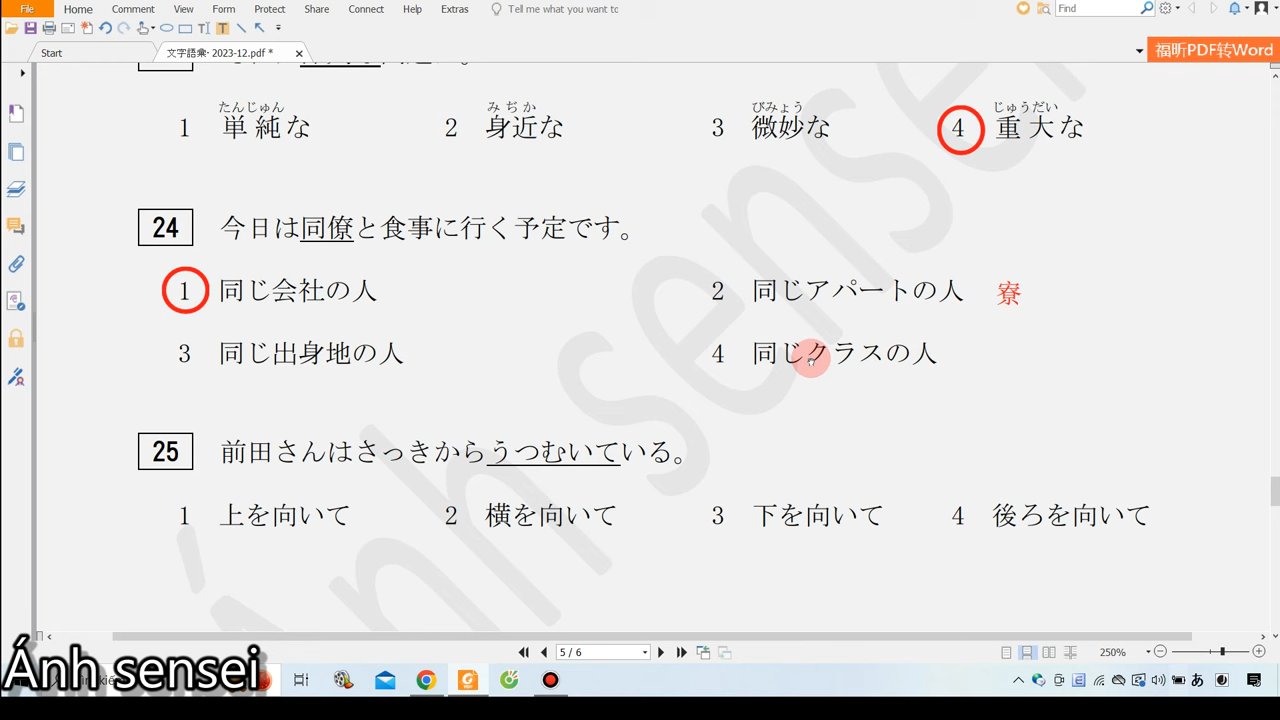 File Home Comment View Form Protect Share Connect Help Extras Tell me what you want to Find
Start 文字語彙- 2023-12.pdf * 福昕PDF转Word
たんじゅん みぢか びみょう じゅうだい
1 単純な 2 身近な 3 微妙な 4 重大な
24 今日は同僚と食事に行く予定です。
1 同じ会社の人 2 同じアパートの人 寮
3 同じ出身地の人 4 同じクラスの人
25 前田さんはさっきからうつむいている。
1 上を向いて 2 横を向いて 3 下を向いて 4 後ろを向いて
Ánh sensei
5 / 6 250%
Ánh sensei